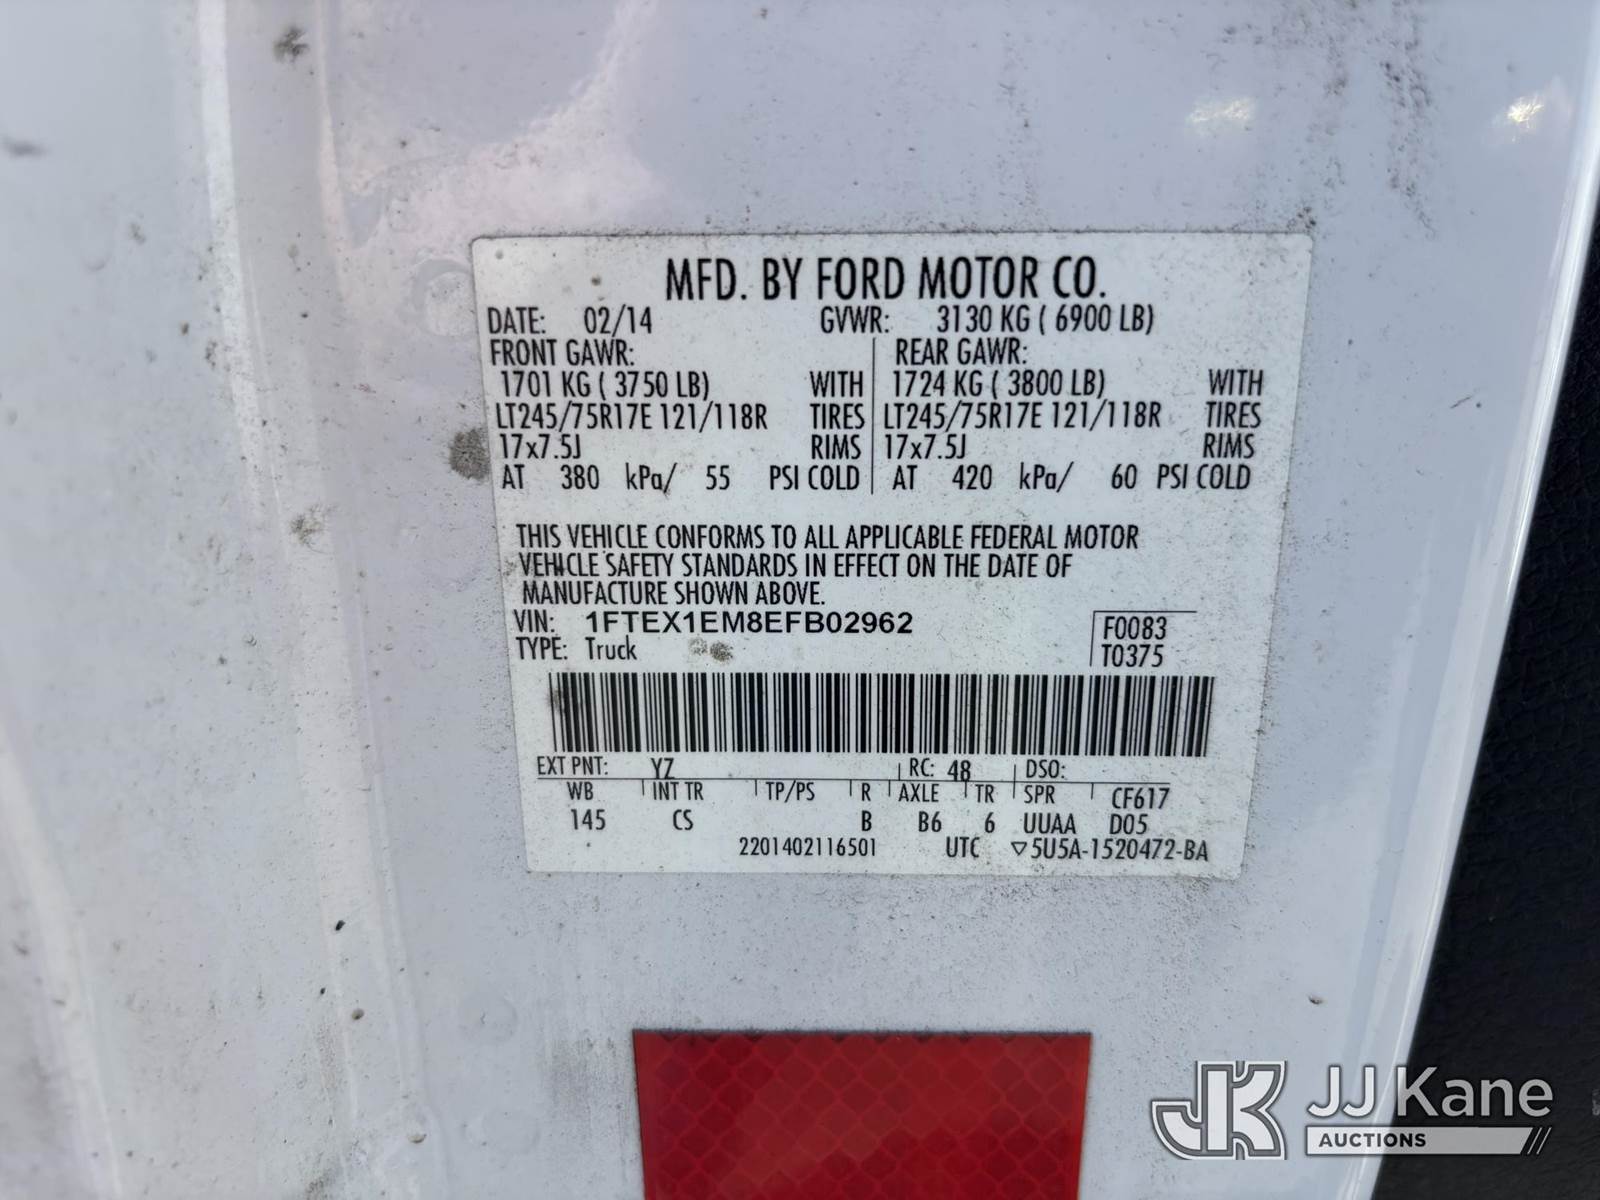 MFD. BY FORD MOTOR CO.
DATE: 02/14 GVWR: 3130 KG ( 6900 LB)
FRONT GAWR: REAR GAWR:
1701 KG ( 3750 LB) WITH 1724 KG ( 3800 LB) WITH
LT245/75R17E 121/118R TIRES LT245/75R17E 121/118R TIRES
17x7.5J RIMS 17x7.5J RIMS
AT 380 kPa/ 55 PSI COLD AT 420 kPa/ 60 PSI COLD
THIS VEHICLE CONFORMS TO ALL APPLICABLE FEDERAL MOTOR
VEHICLE SAFETY STANDARDS IN EFFECT ON THE DATE OF
MANUFACTURE SHOWN ABOVE.
VIN: 1FTEX1EM8EFB02962 F0083
TYPE: Truck T0375
EXT PNT: YZ RC: 48 DSO:
WB INT TR TP/PS R AXLE TR SPR CF617
145 CS B B6 6 UUAA D05
2201402116501 UTC ▽5U5A-1520472-BA
JK JJ Kane
AUCTIONS